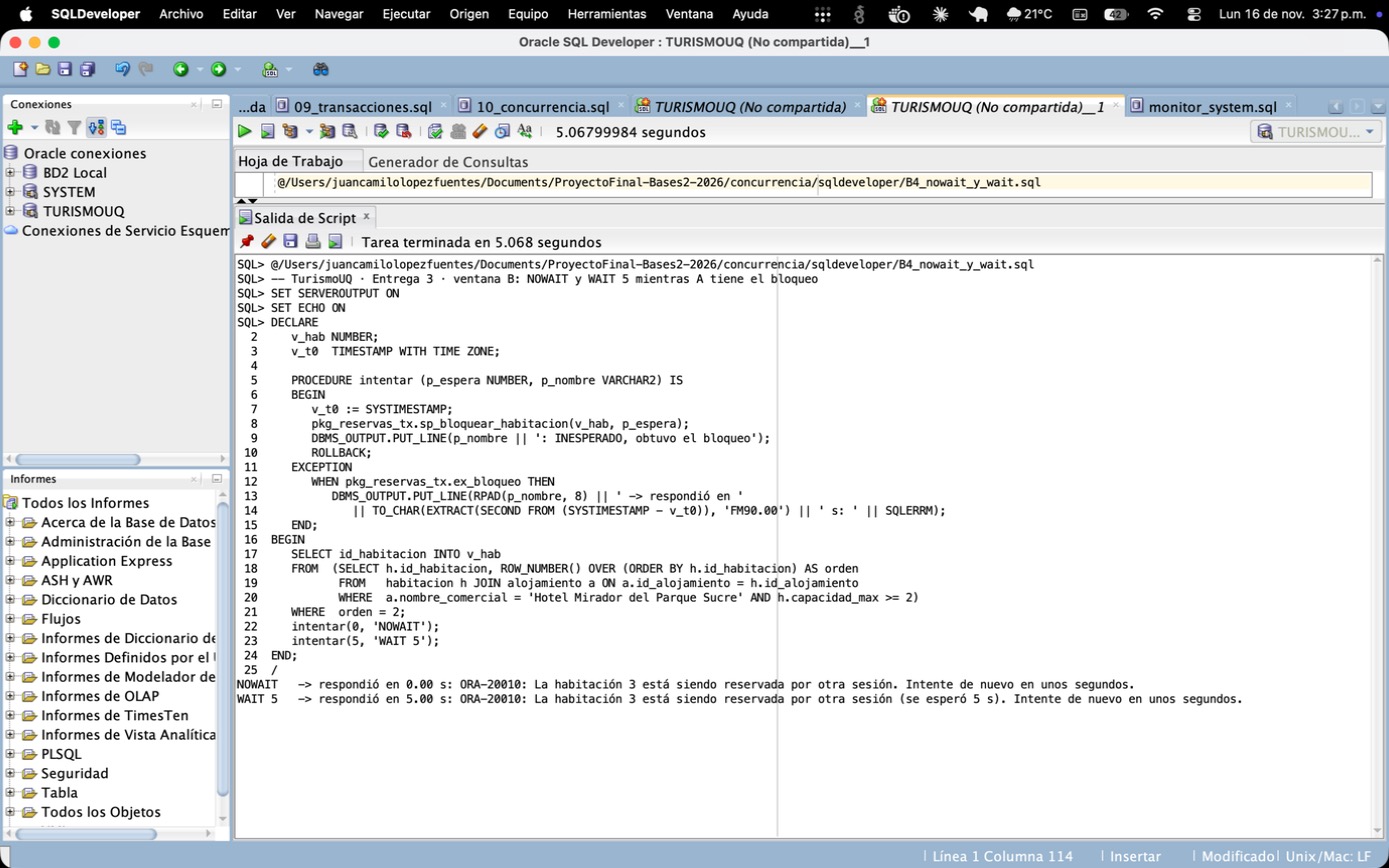 SQLDeveloper Archivo Editar Ver Navegar Ejecutar Origen Equipo Herramientas Ventana Ayuda 21°C 42 Lun 16 de nov. 3:27 p.m.
Oracle SQL Developer : TURISMOUQ (No compartida)__1
Conexiones
Oracle conexiones
BD2 Local
SYSTEM
TURISMOUQ
Conexiones de Servicio Esquem
Informes
Todos los Informes
Acerca de la Base de Datos
Administración de la Base
Application Express
ASH y AWR
Diccionario de Datos
Flujos
Informes de Diccionario de
Informes Definidos por el
Informes de Modelador de
Informes de OLAP
Informes de TimesTen
Informes de Vista Analítica
PLSQL
Seguridad
Tabla
Todos los Objetos
...da 09_transacciones.sql 10_concurrencia.sql TURISMOUQ (No compartida) TURISMOUQ (No compartida)__1 monitor_system.sql
5.06799984 segundos TURISMOU...
Hoja de Trabajo Generador de Consultas
@/Users/juancamilolopezfuentes/Documents/ProyectoFinal-Bases2-2026/concurrencia/sqldeveloper/B4_nowait_y_wait.sql
Salida de Script
Tarea terminada en 5.068 segundos
SQL> @/Users/juancamilolopezfuentes/Documents/ProyectoFinal-Bases2-2026/concurrencia/sqldeveloper/B4_nowait_y_wait.sql
SQL> -- TurismoUQ · Entrega 3 · ventana B: NOWAIT y WAIT 5 mientras A tiene el bloqueo
SQL> SET SERVEROUTPUT ON
SQL> SET ECHO ON
SQL> DECLARE
2 v_hab NUMBER;
3 v_t0 TIMESTAMP WITH TIME ZONE;
4
5 PROCEDURE intentar (p_espera NUMBER, p_nombre VARCHAR2) IS
6 BEGIN
7 v_t0 := SYSTIMESTAMP;
8 pkg_reservas_tx.sp_bloquear_habitacion(v_hab, p_espera);
9 DBMS_OUTPUT.PUT_LINE(p_nombre || ': INESPERADO, obtuvo el bloqueo');
10 ROLLBACK;
11 EXCEPTION
12 WHEN pkg_reservas_tx.ex_bloqueo THEN
13 DBMS_OUTPUT.PUT_LINE(RPAD(p_nombre, 8) || ' -> respondió en '
14 || TO_CHAR(EXTRACT(SECOND FROM (SYSTIMESTAMP - v_t0)), 'FM90.00') || ' s: ' || SQLERRM);
15 END;
16 BEGIN
17 SELECT id_habitacion INTO v_hab
18 FROM (SELECT h.id_habitacion, ROW_NUMBER() OVER (ORDER BY h.id_habitacion) AS orden
19 FROM habitacion h JOIN alojamiento a ON a.id_alojamiento = h.id_alojamiento
20 WHERE a.nombre_comercial = 'Hotel Mirador del Parque Sucre' AND h.capacidad_max >= 2)
21 WHERE orden = 2;
22 intentar(0, 'NOWAIT');
23 intentar(5, 'WAIT 5');
24 END;
25 /
NOWAIT -> respondió en 0.00 s: ORA-20010: La habitación 3 está siendo reservada por otra sesión. Intente de nuevo en unos segundos.
WAIT 5 -> respondió en 5.00 s: ORA-20010: La habitación 3 está siendo reservada por otra sesión (se esperó 5 s). Intente de nuevo en unos segundos.
Línea 1 Columna 114 Insertar Modificado Unix/Mac: LF